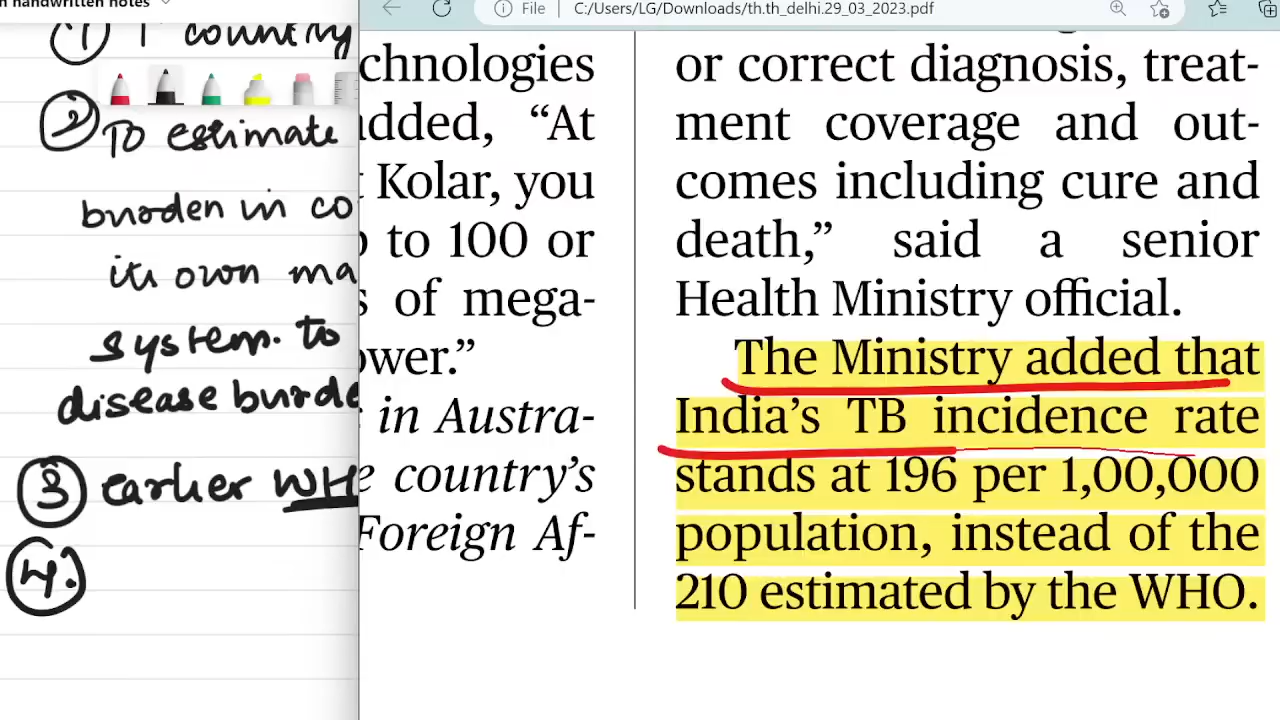 n handwritten notes
File C:/Users/LG/Downloads/th.th_delhi.29_03_2023.pdf
① 1st country
② To estimate
burden in co
its own ma
system. to
disease burde
③ earlier WH
④.
chnologies
added, “At
Kolar, you
to 100 or
s of mega-
ower.”
in Austra-
e country’s
Foreign Af-
or correct diagnosis, treat-
ment coverage and out-
comes including cure and
death,” said a senior
Health Ministry official.
The Ministry added that
India’s TB incidence rate
stands at 196 per 1,00,000
population, instead of the
210 estimated by the WHO.